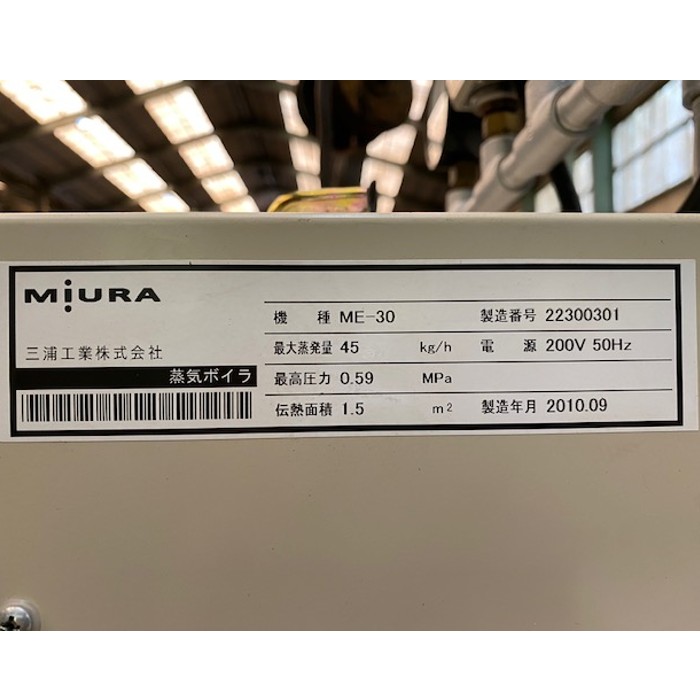 MiURA
三浦工業株式会社
蒸気ボイラ
機 種 ME-30 製造番号 22300301
最大蒸発量 45 kg/h 電 源 200V 50Hz
最高圧力 0.59 MPa
伝熱面積 1.5 m2 製造年月 2010.09